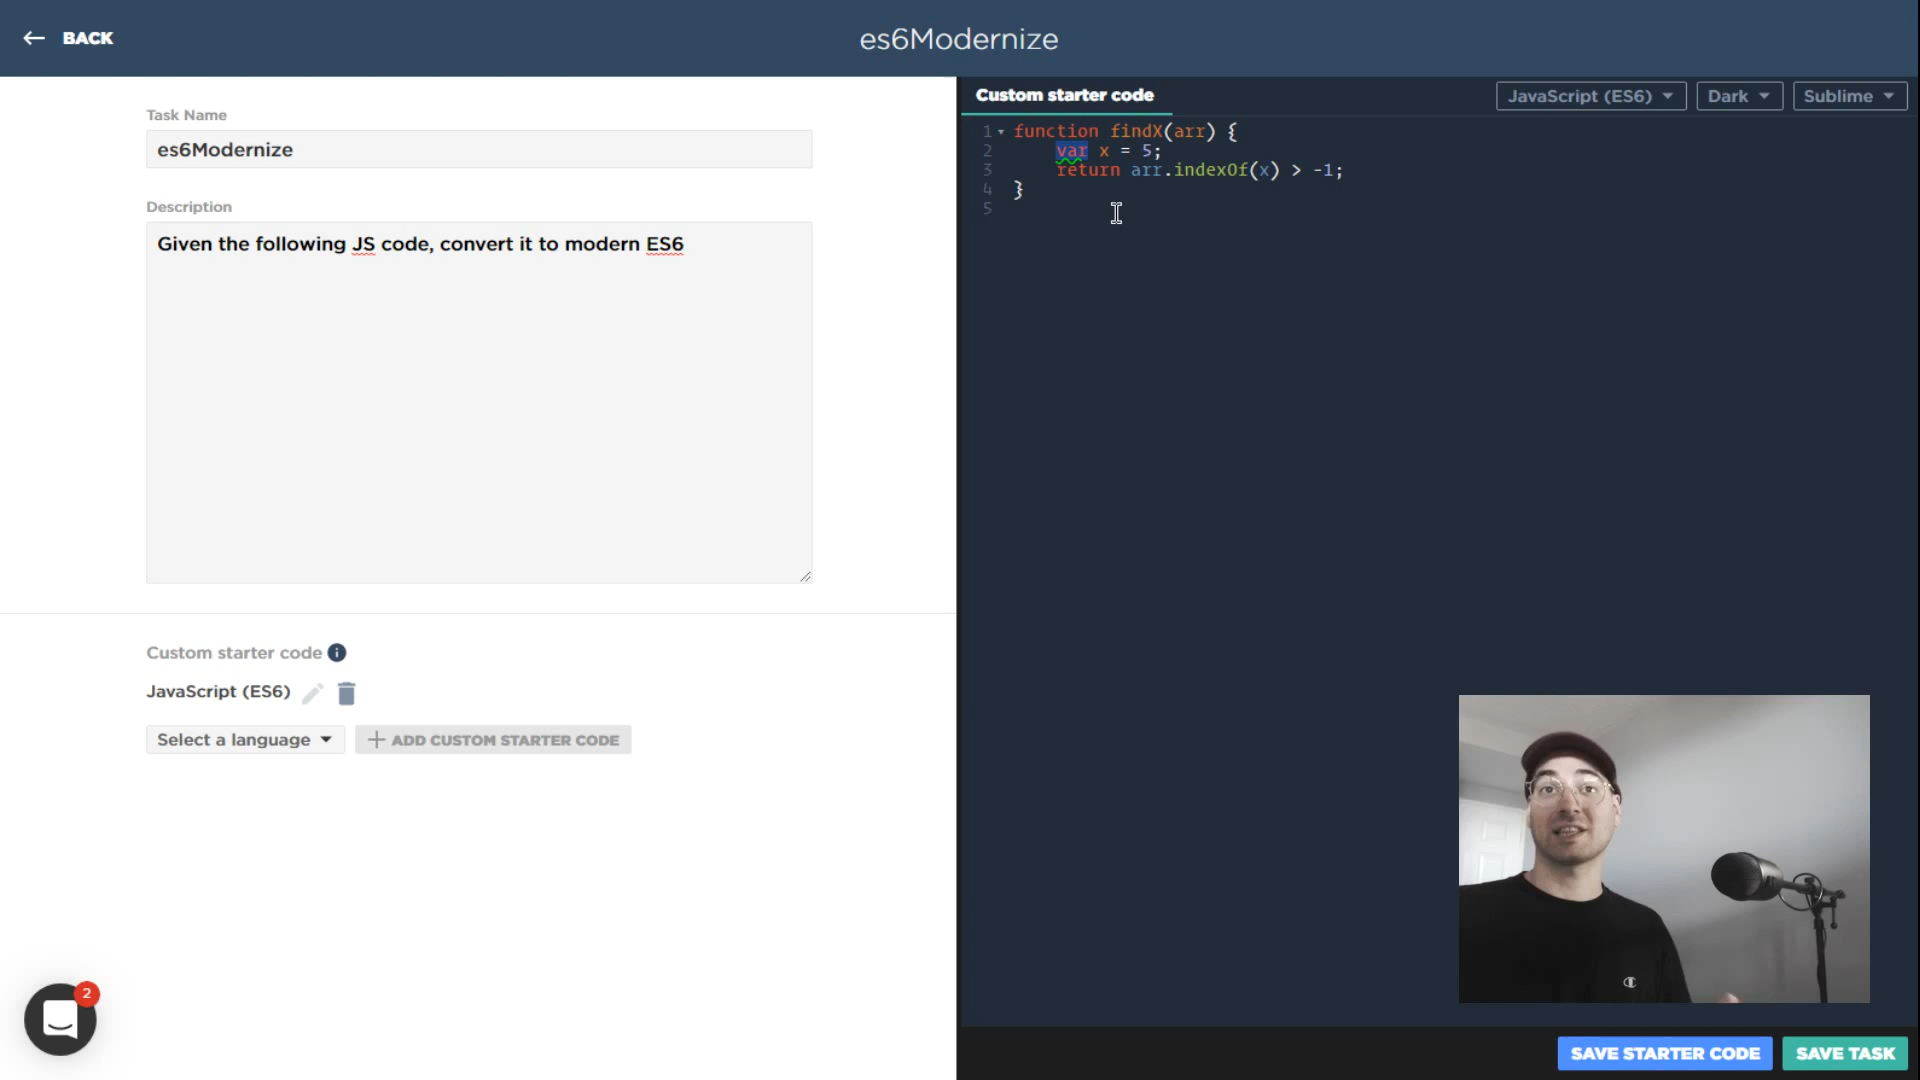 BACK
es6Modernize
Task Name
es6Modernize
Description
Given the following JS code, convert it to modern ES6
Custom starter code
JavaScript (ES6)
Select a language
ADD CUSTOM STARTER CODE
2
Custom starter code
JavaScript (ES6)
Dark
Sublime
1 function findX(arr) {
2 var x = 5;
3 return arr.indexOf(x) > -1;
4 }
5
SAVE STARTER CODE
SAVE TASK